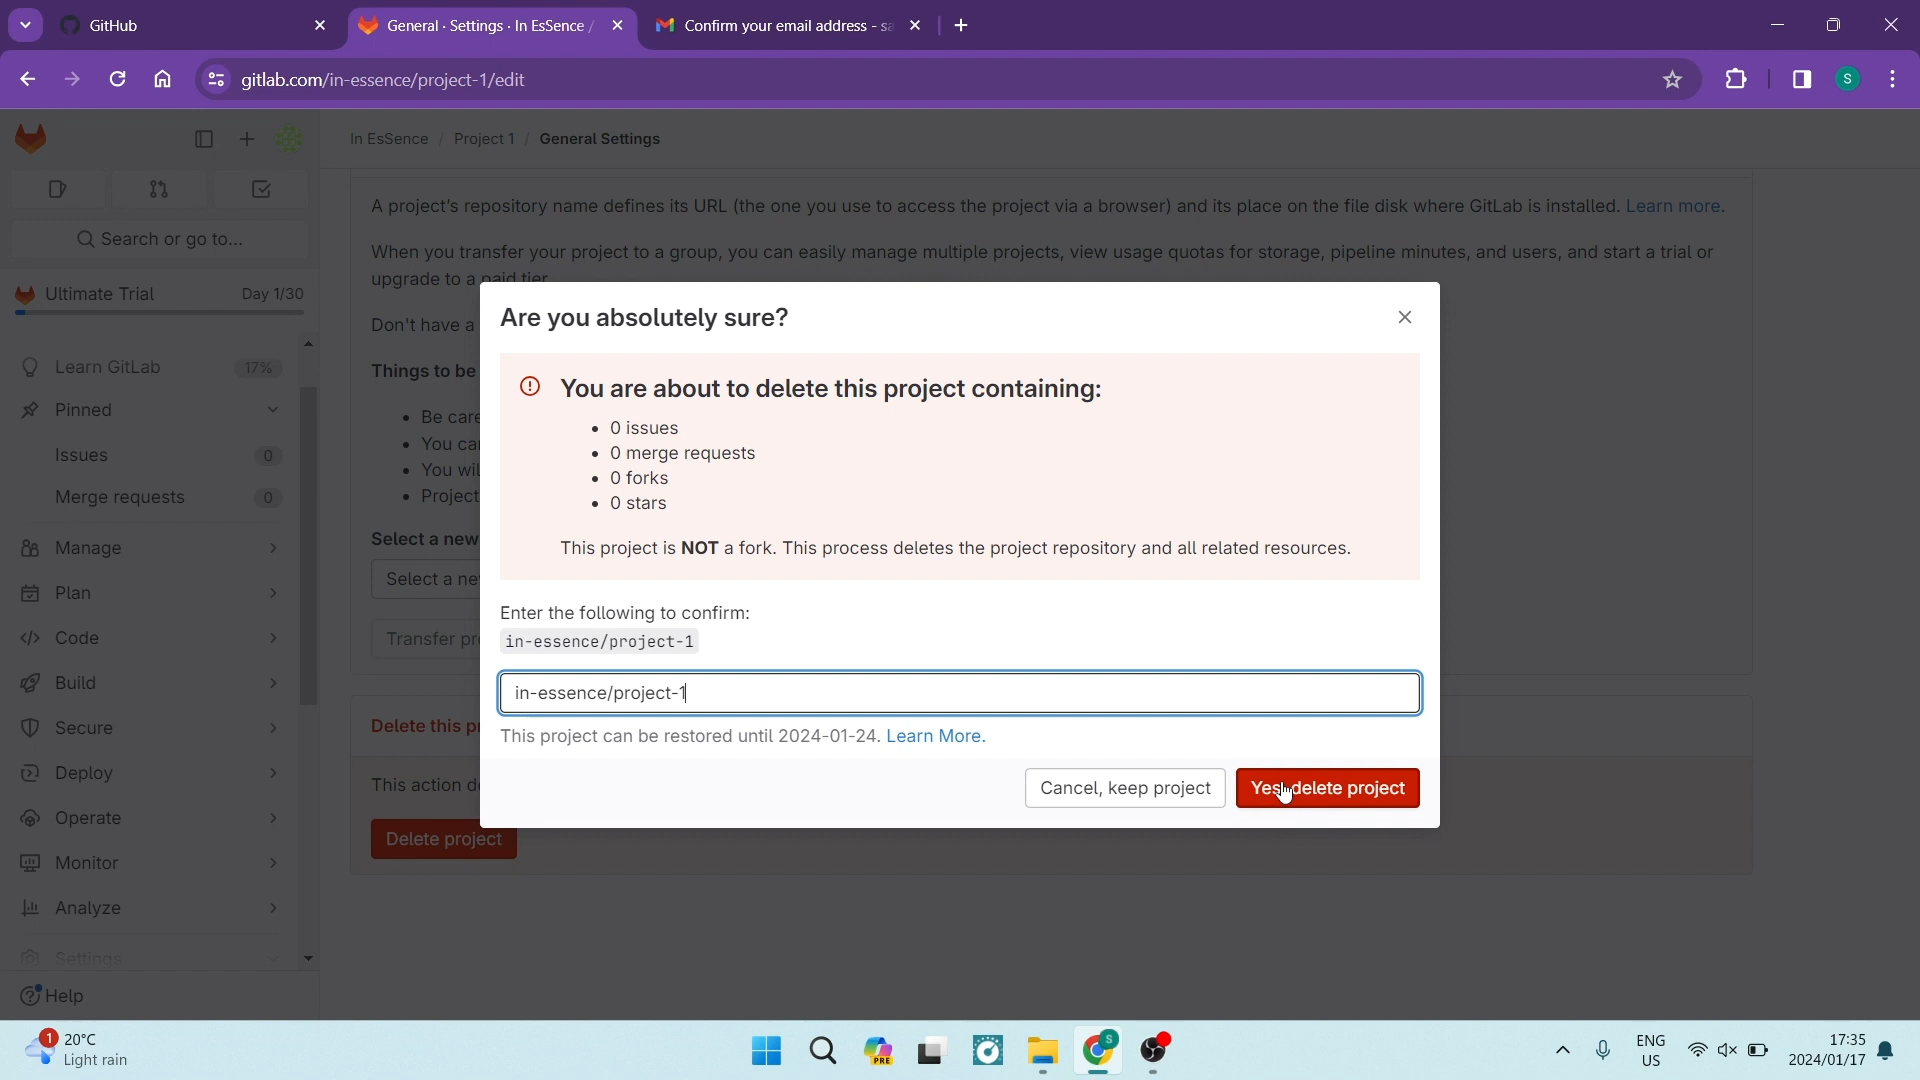 GitHub
General · Settings · In EsSence /
Confirm your email address - sa
gitlab.com/in-essence/project-1/edit
S
In EsSence / Project 1 / General Settings
A project's repository name defines its URL (the one you use to access the project via a browser) and its place on the file disk where GitLab is installed. Learn more.
Search or go to...
When you transfer your project to a group, you can easily manage multiple projects, view usage quotas for storage, pipeline minutes, and users, and start a trial or
upgrade to a paid tier
Ultimate Trial Day 1/30
Don't have a
Learn GitLab 17%
Things to be
Pinned
Be care
You ca
Issues 0
You wil
Merge requests 0
Project
Manage
Select a new
Plan
Select a ne
Code
Transfer pr
Build
Secure
Delete this p
Deploy
This action d
Operate
Delete project
Monitor
Analyze
Settings
Help
Are you absolutely sure?
You are about to delete this project containing:
0 issues
0 merge requests
0 forks
0 stars
This project is NOT a fork. This process deletes the project repository and all related resources.
Enter the following to confirm:
in-essence/project-1
in-essence/project-1
This project can be restored until 2024-01-24. Learn More.
Cancel, keep project
Yes, delete project
1
20°C
Light rain
PRE
S
ENG
US
17:35
2024/01/17